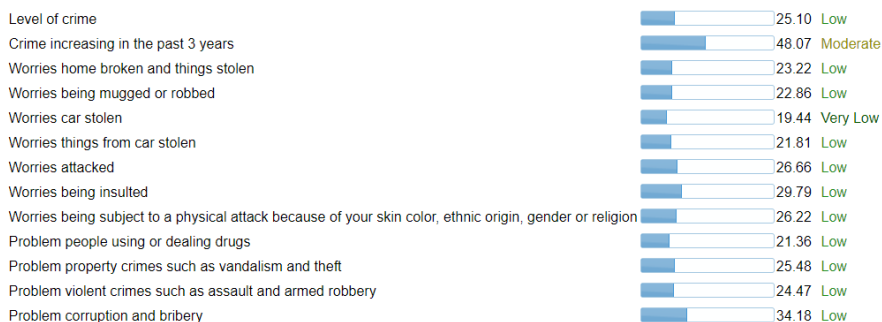 Level of crime 25.10 Low
Crime increasing in the past 3 years 48.07 Moderate
Worries home broken and things stolen 23.22 Low
Worries being mugged or robbed 22.86 Low
Worries car stolen 19.44 Very Low
Worries things from car stolen 21.81 Low
Worries attacked 26.66 Low
Worries being insulted 29.79 Low
Worries being subject to a physical attack because of your skin color, ethnic origin, gender or religion 26.22 Low
Problem people using or dealing drugs 21.36 Low
Problem property crimes such as vandalism and theft 25.48 Low
Problem violent crimes such as assault and armed robbery 24.47 Low
Problem corruption and bribery 34.18 Low